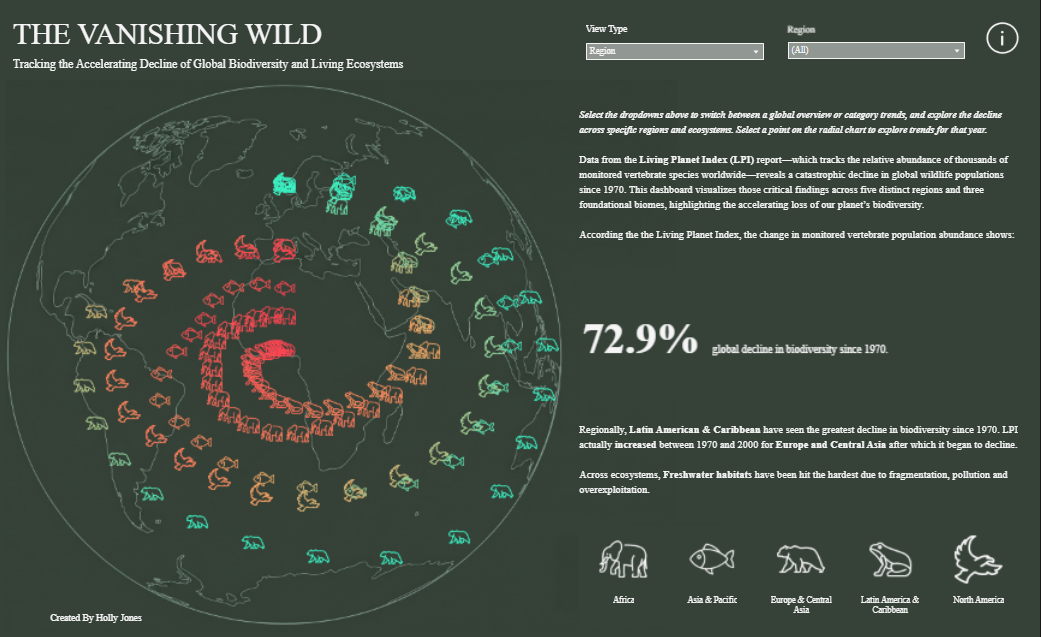 THE VANISHING WILD
Tracking the Accelerating Decline of Global Biodiversity and Living Ecosystems
View Type
Region
Region
(All)
i
Select the dropdowns above to switch between a global overview or category trends, and explore the decline
across specific regions and ecosystems. Select a point on the radial chart to explore trends for that year.
Data from the Living Planet Index (LPI) report—which tracks the relative abundance of thousands of
monitored vertebrate species worldwide—reveals a catastrophic decline in global wildlife populations
since 1970. This dashboard visualizes those critical findings across five distinct regions and three
foundational biomes, highlighting the accelerating loss of our planet's biodiversity.
According the the Living Planet Index, the change in monitored vertebrate population abundance shows:
72.9% global decline in biodiversity since 1970.
Regionally, Latin American & Caribbean have seen the greatest decline in biodiversity since 1970. LPI
actually increased between 1970 and 2000 for Europe and Central Asia after which it began to decline.
Across ecosystems, Freshwater habitats have been hit the hardest due to fragmentation, pollution and
overexploitation.
Africa
Asia & Pacific
Europe & Central
Asia
Latin America &
Caribbean
North America
Created By Holly Jones